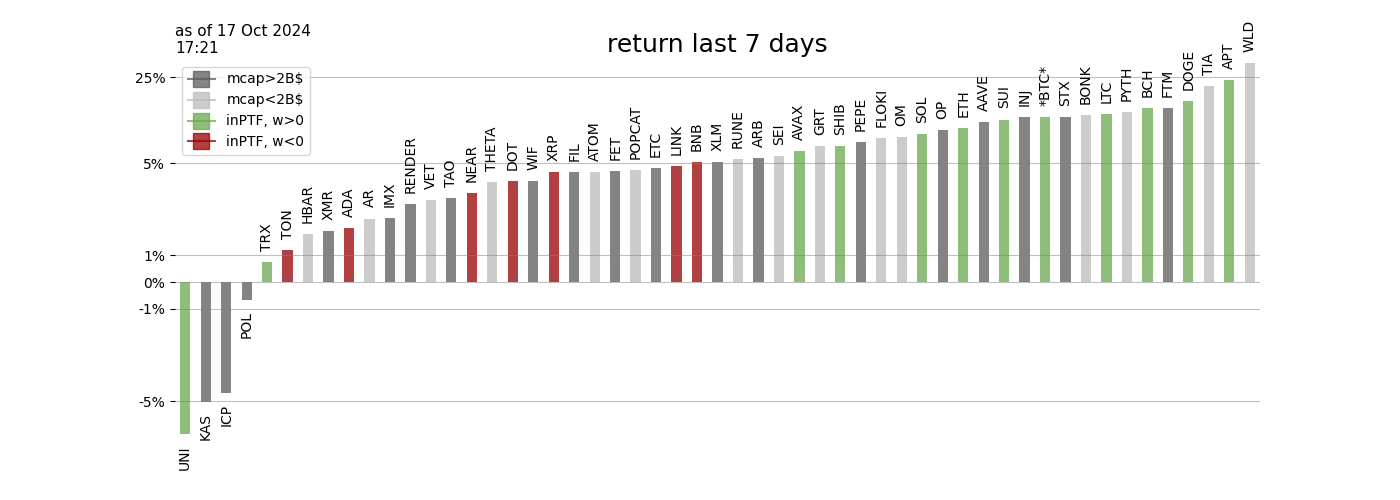 as of 17 Oct 2024
17:21
return last 7 days
mcap>2B$
mcap<2B$
inPTF, w>0
inPTF, w<0
25%
5%
1%
0%
-1%
-5%
UNI
KAS
ICP
POL
TRX
TON
HBAR
XMR
ADA
AR
IMX
RENDER
VET
TAO
NEAR
THETA
DOT
WIF
XRP
FIL
ATOM
FET
POPCAT
ETC
LINK
BNB
XLM
RUNE
ARB
SEI
AVAX
GRT
SHIB
PEPE
FLOKI
OM
SOL
OP
ETH
AAVE
SUI
INJ
*BTC*
STX
BONK
LTC
PYTH
BCH
FTM
DOGE
TIA
APT
WLD